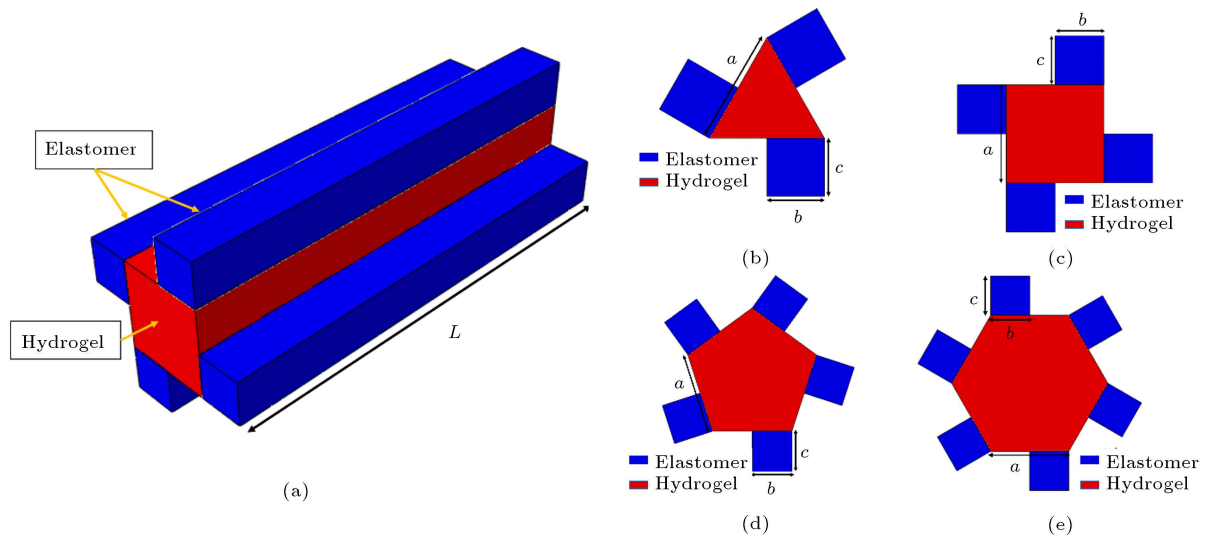 Elastomer
Hydrogel
L
(a)
a
Elastomer
Hydrogel
c
b
(b)
b
c
a
Elastomer
Hydrogel
(c)
a
c
Elastomer
Hydrogel
b
(d)
c
b
a
Elastomer
Hydrogel
(e)